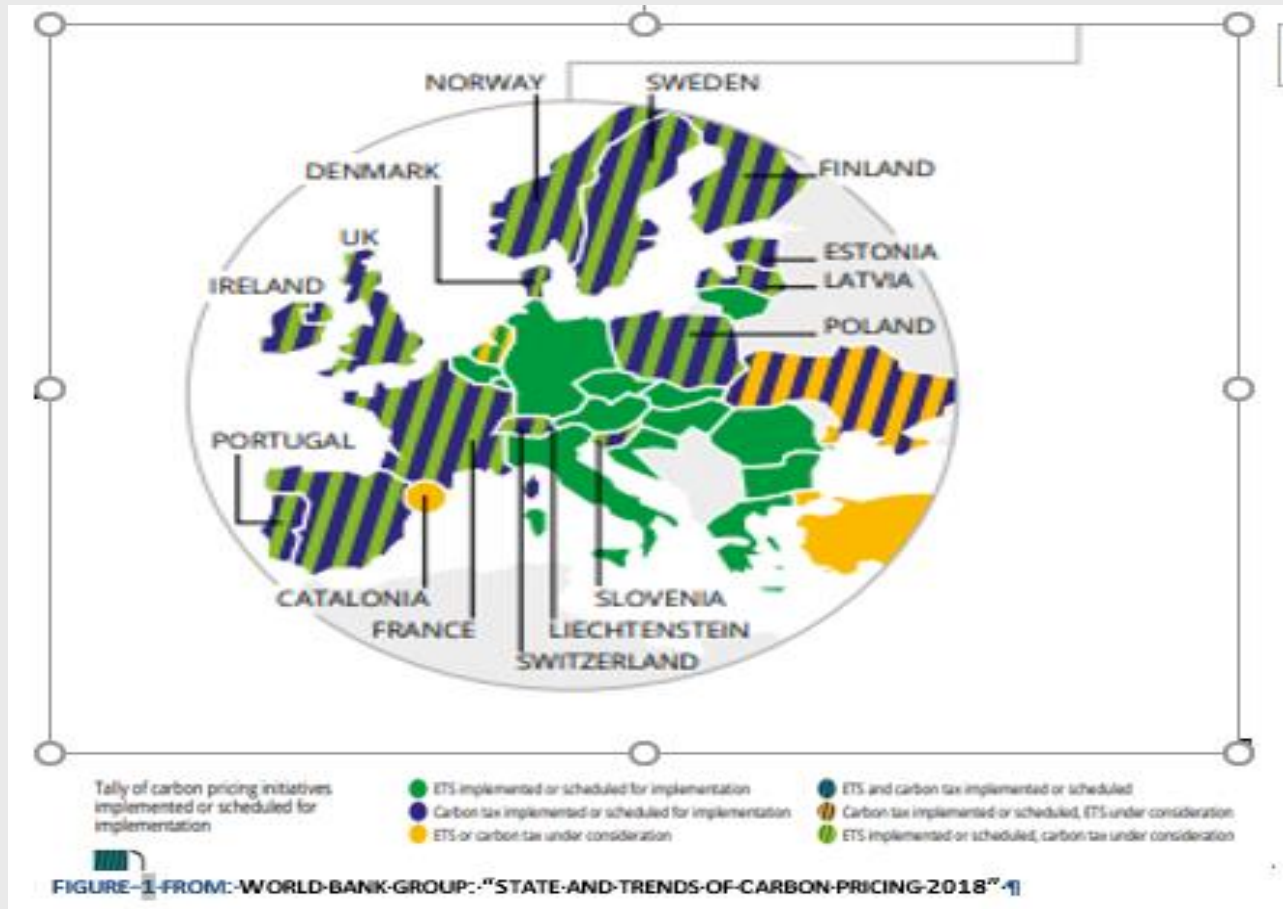 NORWAY
SWEDEN
DENMARK
FINLAND
UK
ESTONIA
IRELAND
LATVIA
POLAND
PORTUGAL
CATALONIA
SLOVENIA
FRANCE
LIECHTENSTEIN
SWITZERLAND
Tally of carbon pricing initiatives
implemented or scheduled for
implementation
ETS implemented or scheduled for implementation
Carbon tax implemented or scheduled for implementation
ETS or carbon tax under consideration
ETS and carbon tax implemented or scheduled
Carbon tax implemented or scheduled, ETS under consideration
ETS implemented or scheduled, carbon tax under consideration
FIGURE·1·FROM:·WORLD·BANK·GROUP:·“STATE·AND·TRENDS·OF·CARBON·PRICING·2018”·¶